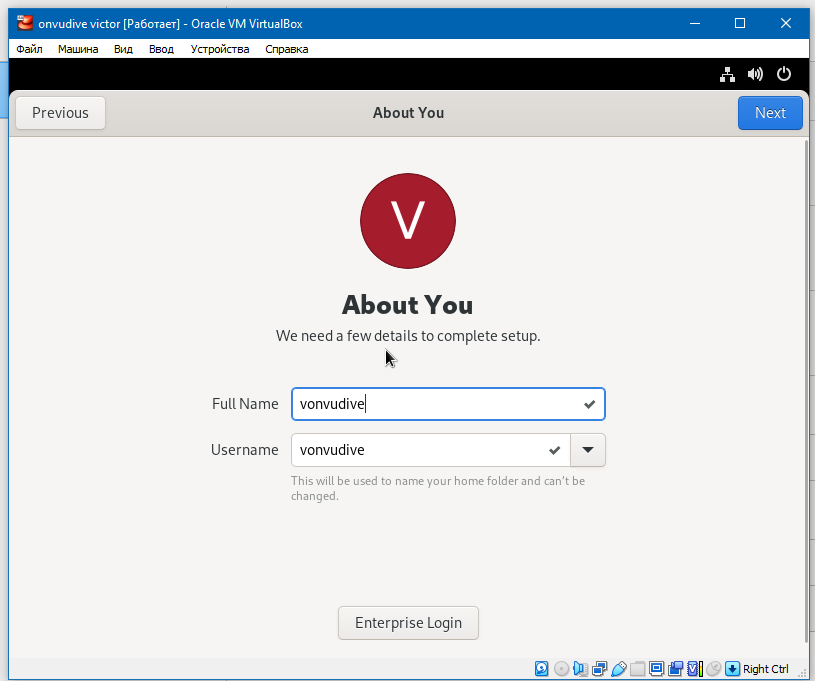 onvudive victor [Работает] - Oracle VM VirtualBox
Файл Машина Вид Ввод Устройства Справка
Previous About You Next
V
About You
We need a few details to complete setup.
Full Name vonvudive
Username vonvudive
This will be used to name your home folder and can't be
changed.
Enterprise Login
Right Ctrl